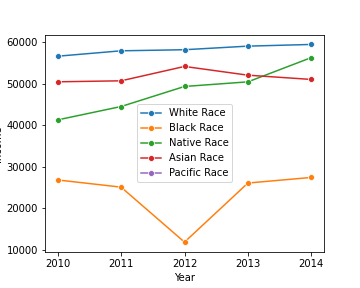 60000
50000
40000
30000
20000
10000
White Race
Black Race
Native Race
Asian Race
Pacific Race
2010 2011 2012 2013 2014
Year